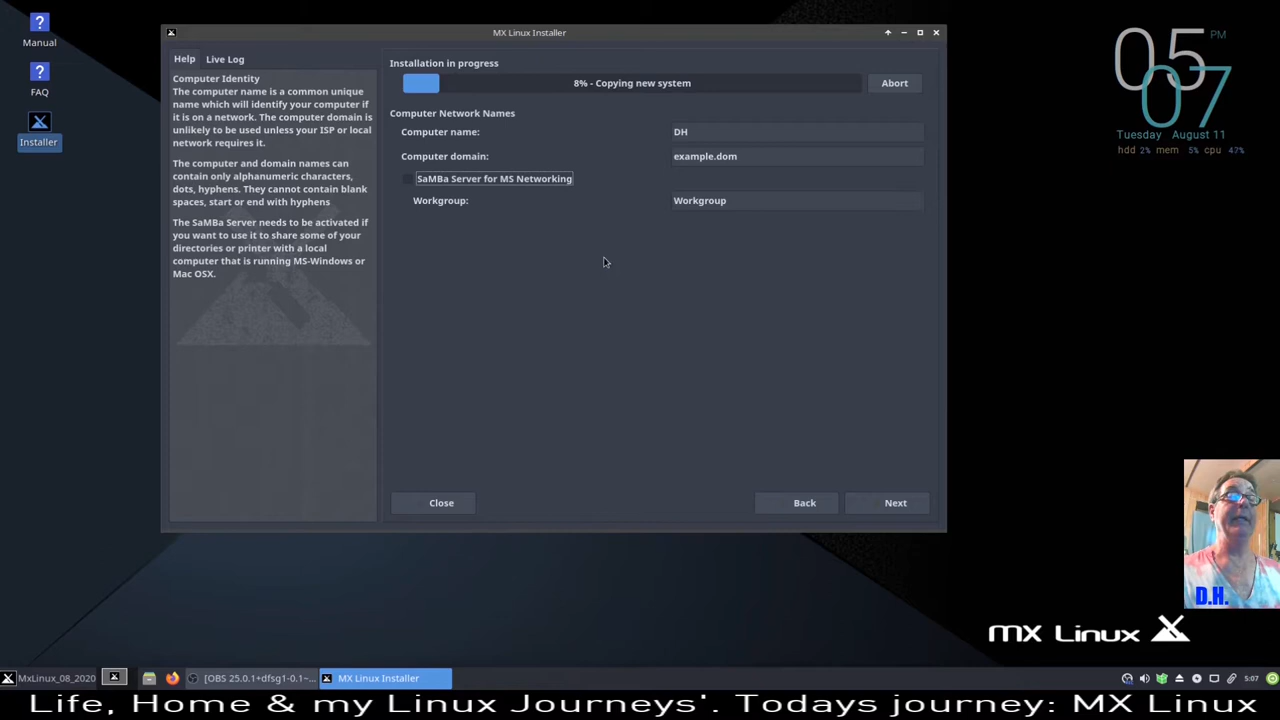 Manual
FAQ
Installer
MX Linux Installer
Help
Live Log
Computer Identity
The computer name is a common unique
name which will identify your computer if
it is on a network. The computer domain is
unlikely to be used unless your ISP or local
network requires it.
The computer and domain names can
contain only alphanumeric characters,
dots, hyphens. They cannot contain blank
spaces, start or end with hyphens
The SaMBa Server needs to be activated if
you want to use it to share some of your
directories or printer with a local
computer that is running MS-Windows or
Mac OSX.
Installation in progress
8% - Copying new system
Abort
Computer Network Names
Computer name:
DH
Computer domain:
example.dom
SaMBa Server for MS Networking
Workgroup:
Workgroup
Close
Back
Next
05 PM
07
Tuesday August 11
hdd 2% mem 5% cpu 47%
D.H.
MX Linux
MxLinux_08_2020
[OBS 25.0.1+dfsg1-0.1~...
MX Linux Installer
5:07
Life, Home & my Linux Journeys'. Todays journey: MX Linux